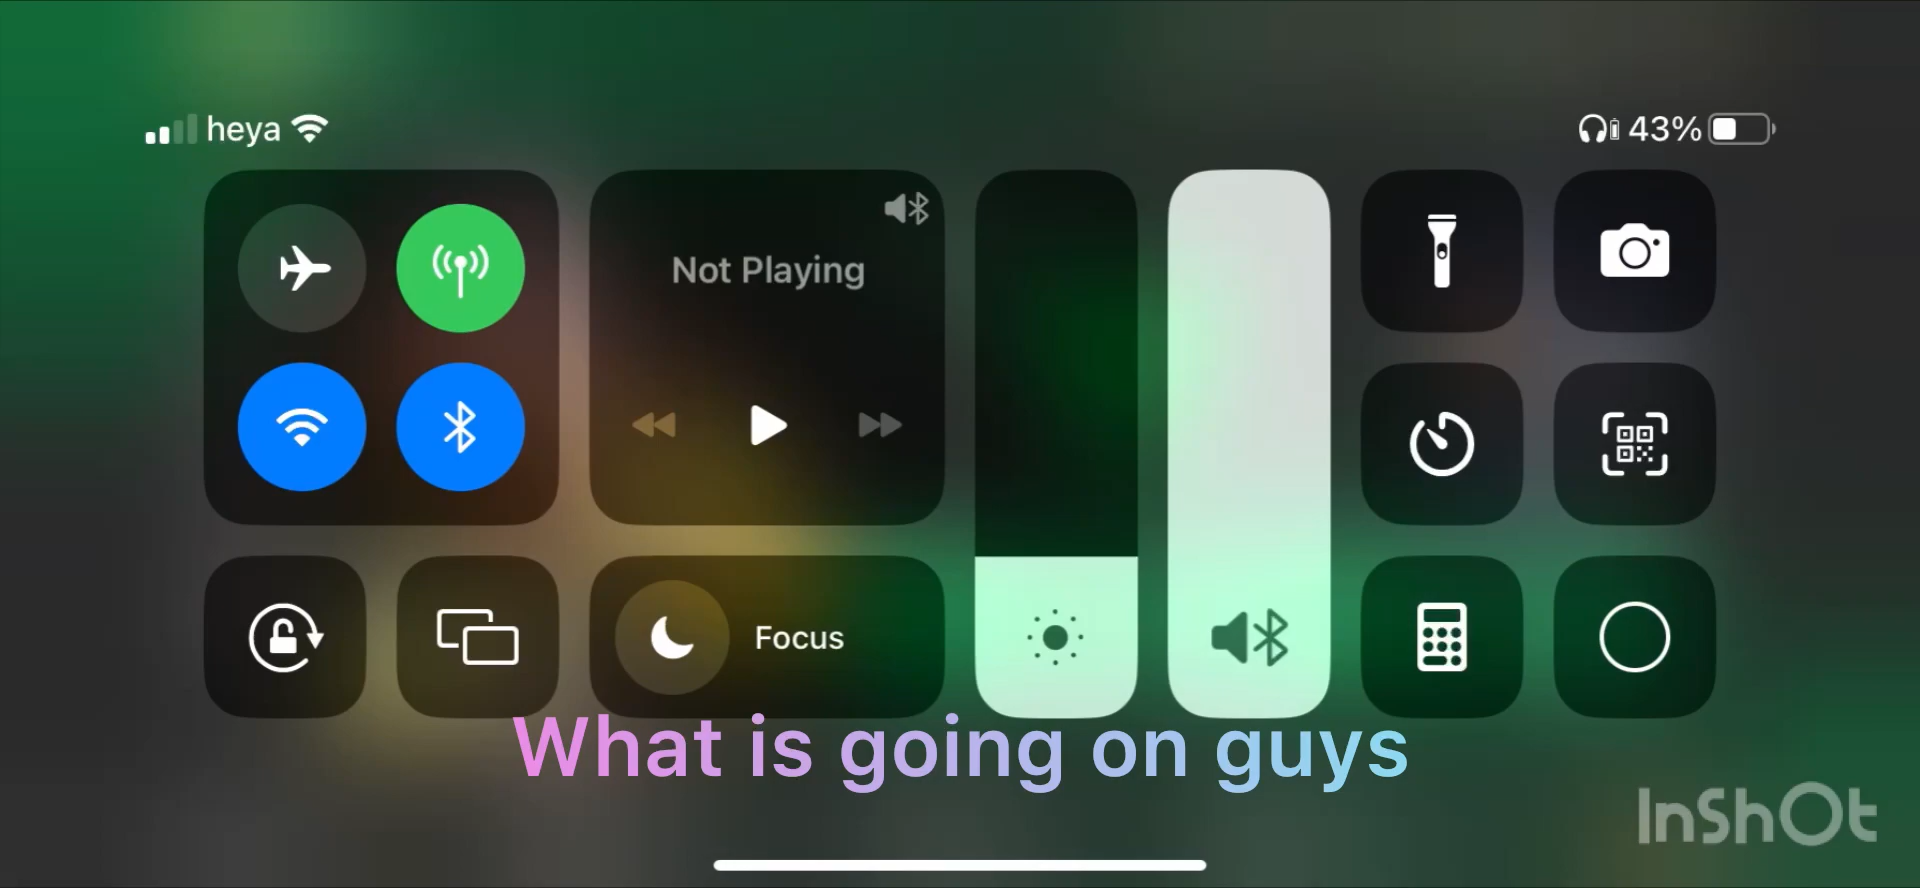 heya
43%
Not Playing
Focus
What is going on guys
InShOt